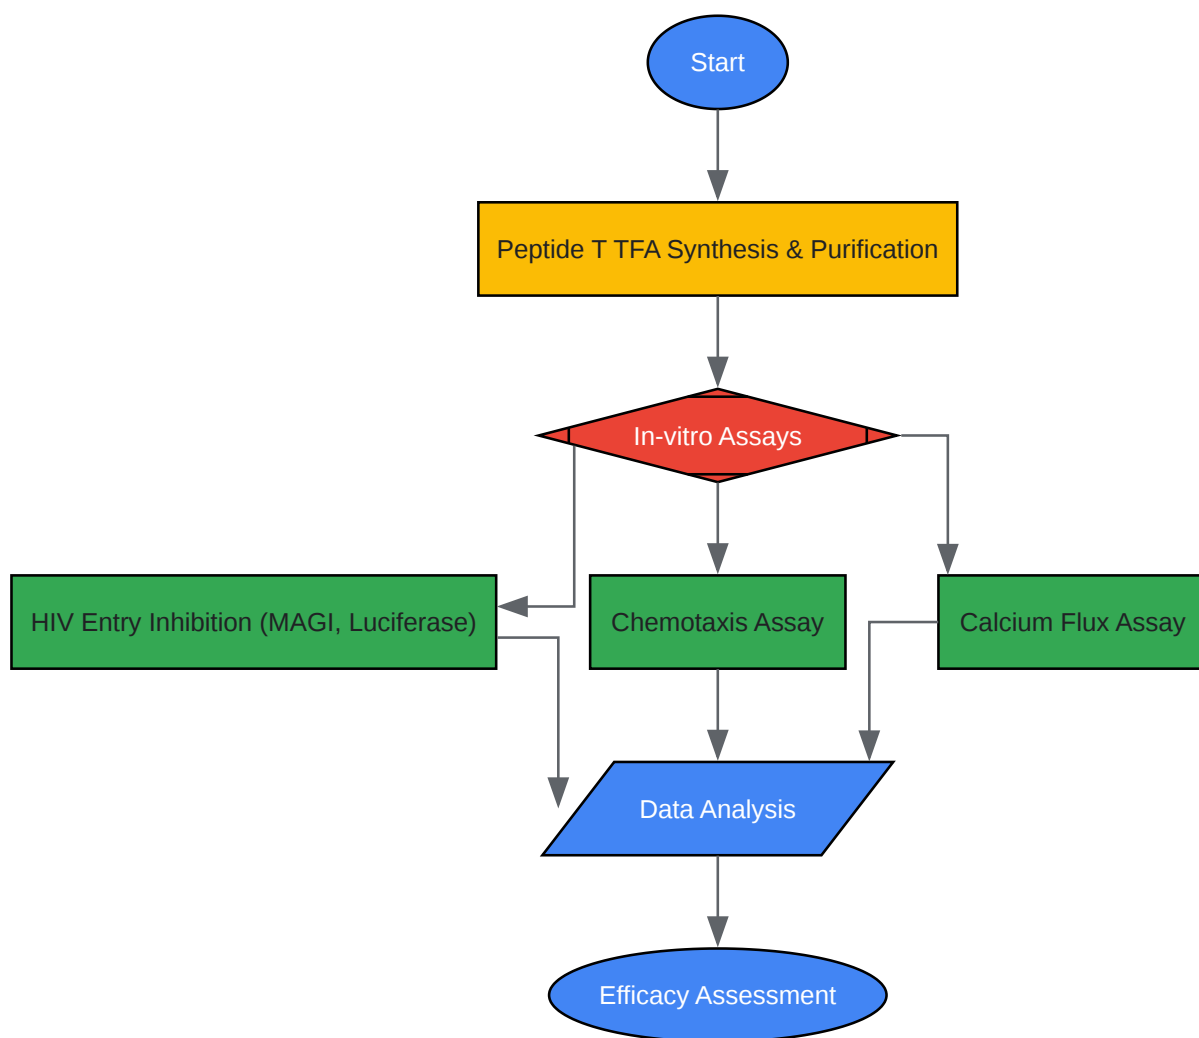 Start
Peptide T TFA Synthesis & Purification
In-vitro Assays
HIV Entry Inhibition (MAGI, Luciferase)
Chemotaxis Assay
Calcium Flux Assay
Data Analysis
Efficacy Assessment